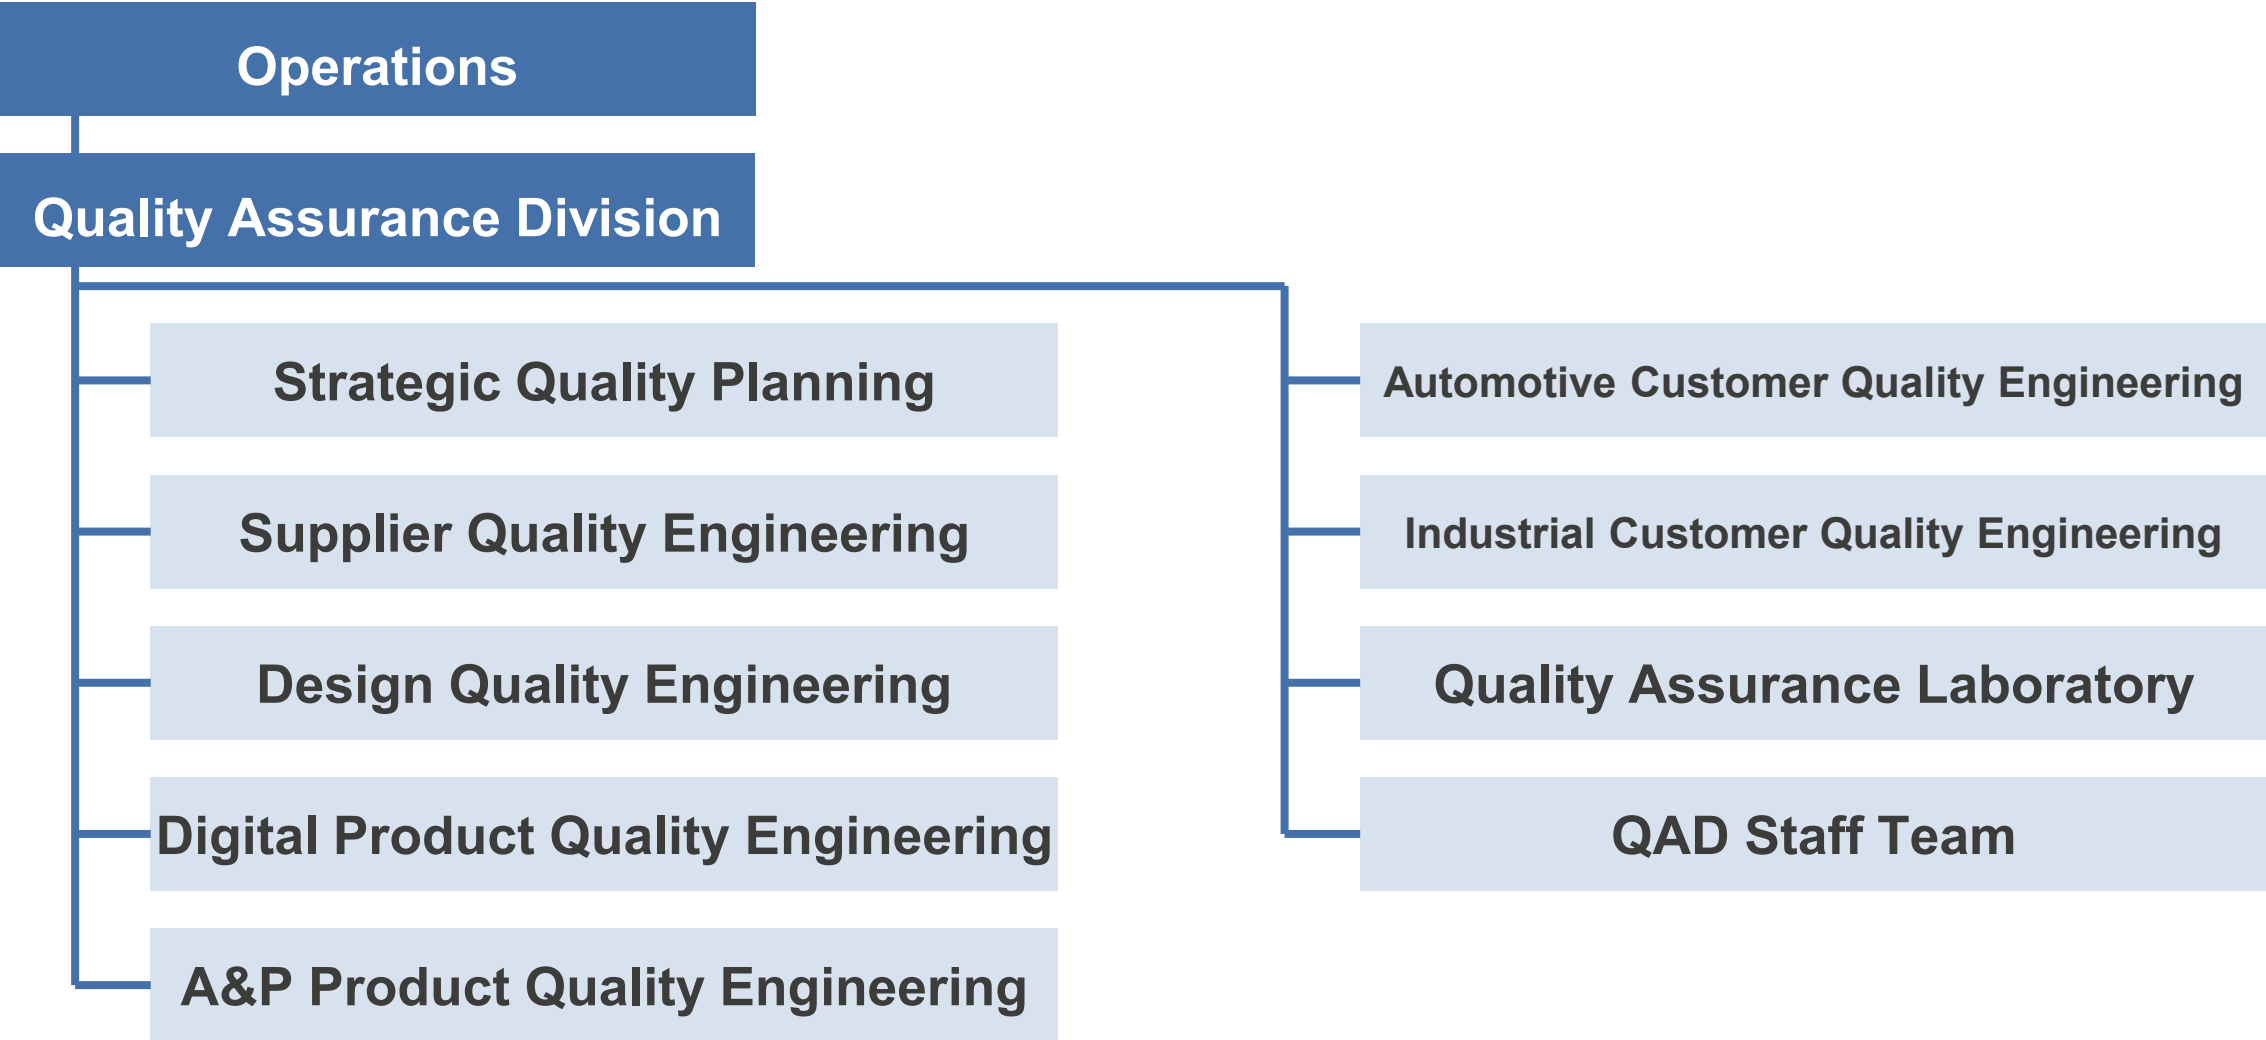 Operations
Quality Assurance Division
Strategic Quality Planning
Supplier Quality Engineering
Design Quality Engineering
Digital Product Quality Engineering
A&P Product Quality Engineering
Automotive Customer Quality Engineering
Industrial Customer Quality Engineering
Quality Assurance Laboratory
QAD Staff Team